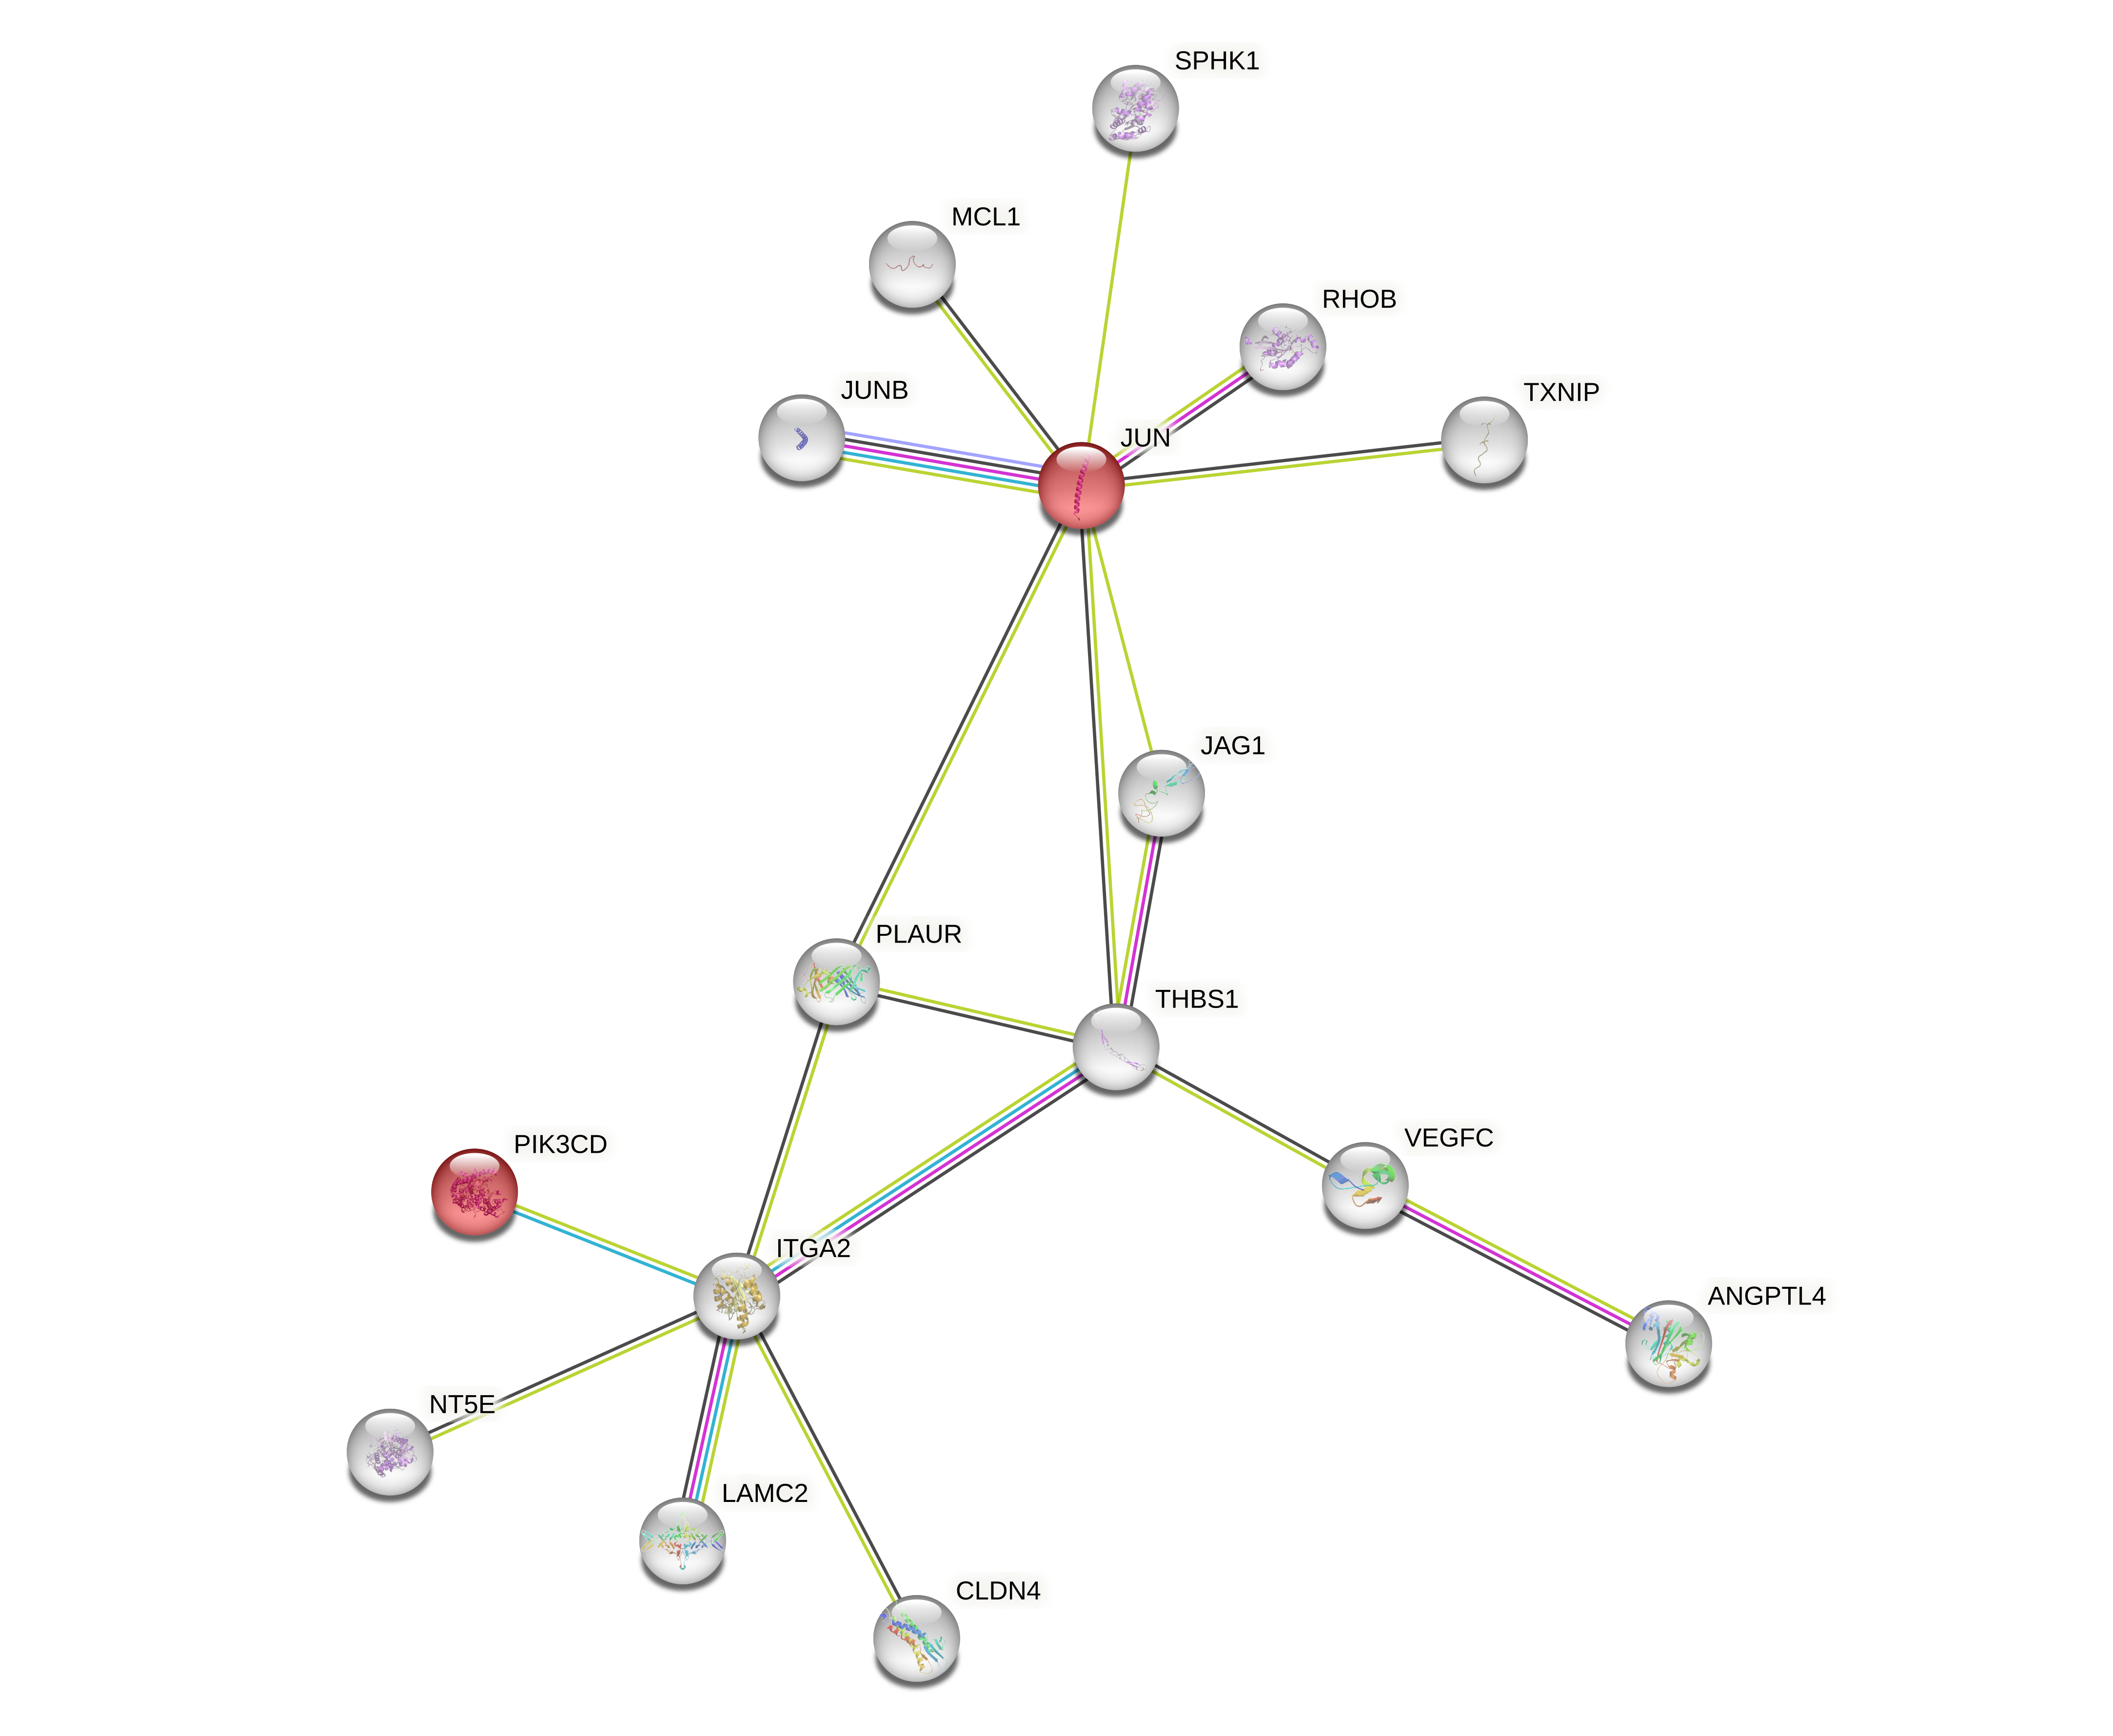 SPHK1
MCL1
RHOB
JUNB
TXNIP
JUN
JAG1
PLAUR
THBS1
VEGFC
PIK3CD
ITGA2
ANGPTL4
NT5E
LAMC2
CLDN4